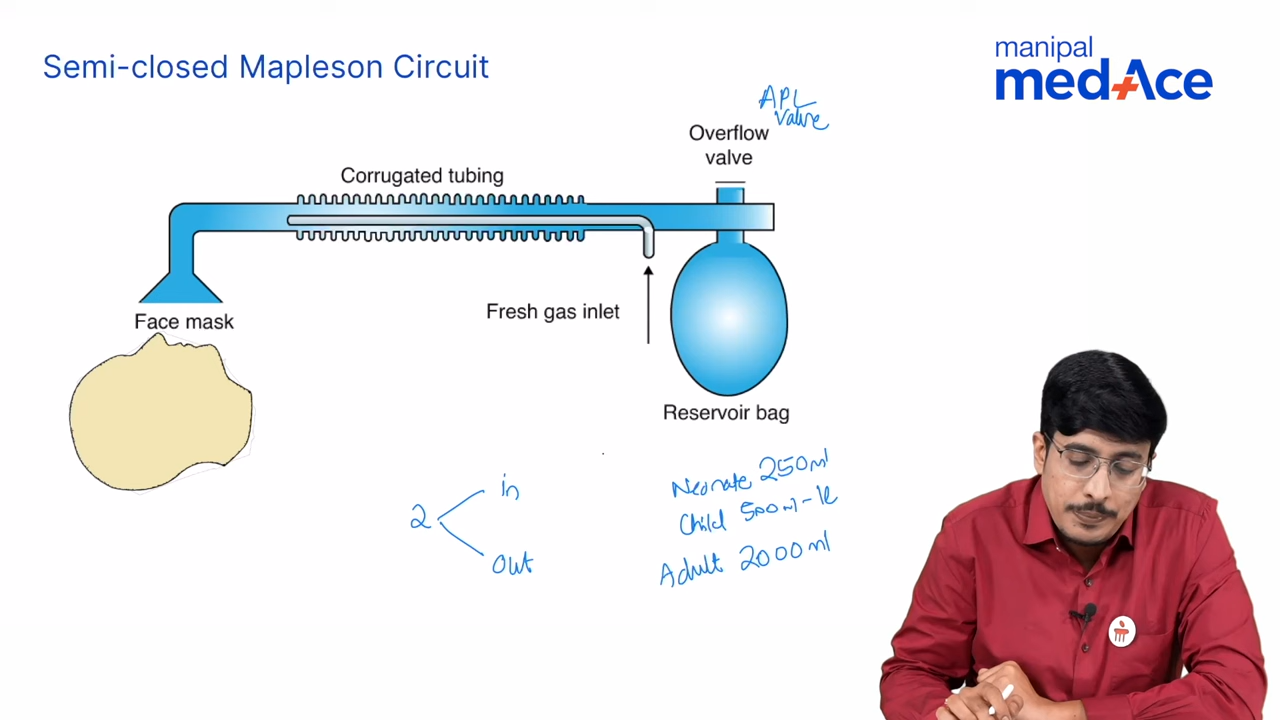 Semi-closed Mapleson Circuit
manipal
medAce
APL
valve
Overflow
valve
Corrugated tubing
Fresh gas inlet
Face mask
Reservoir bag
2
in
out
Neonate 250ml
Child 500ml-1l
Adult 2000ml